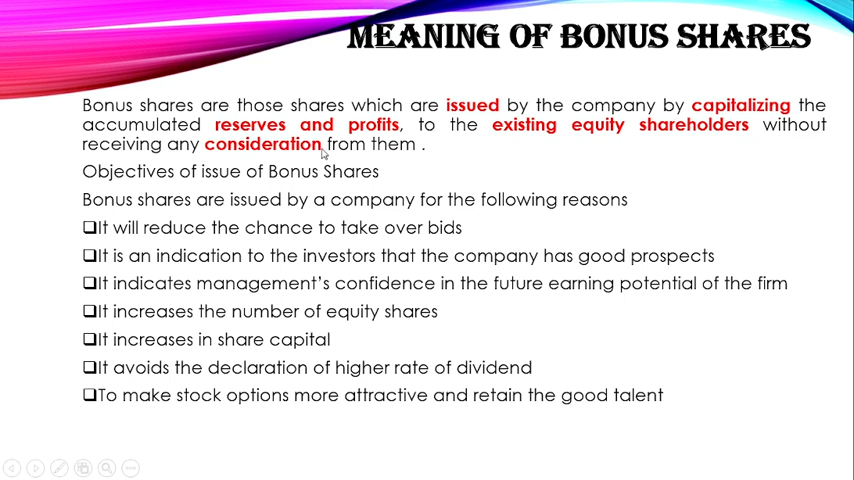 MEANING OF BONUS SHARES
Bonus shares are those shares which are issued by the company by capitalizing the
accumulated reserves and profits, to the existing equity shareholders without
receiving any consideration from them .
Objectives of issue of Bonus Shares
Bonus shares are issued by a company for the following reasons
❑It will reduce the chance to take over bids
❑It is an indication to the investors that the company has good prospects
❑It indicates management's confidence in the future earning potential of the firm
❑It increases the number of equity shares
❑It increases in share capital
❑It avoids the declaration of higher rate of dividend
❑To make stock options more attractive and retain the good talent